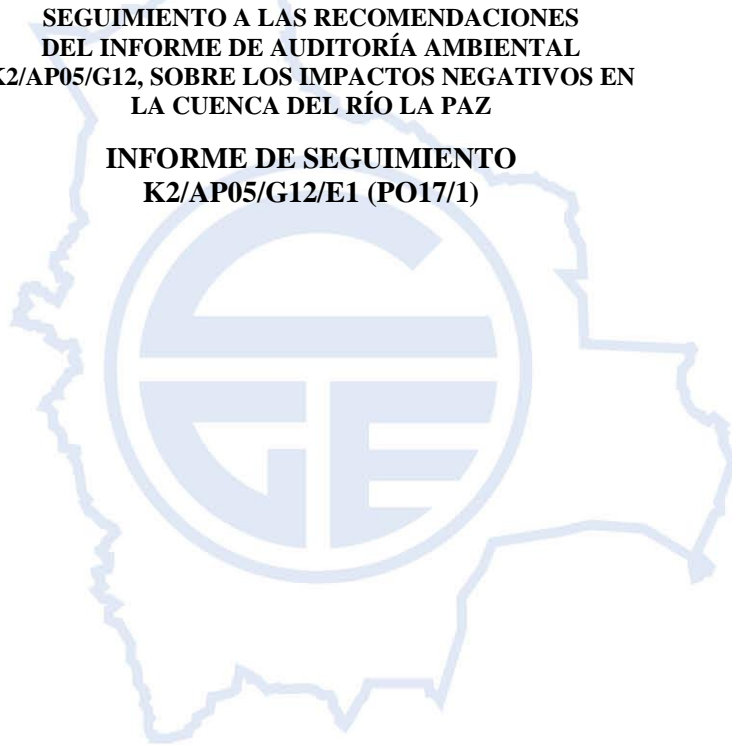 SEGUIMIENTO A LAS RECOMENDACIONES
DEL INFORME DE AUDITORÍA AMBIENTAL
K2/AP05/G12, SOBRE LOS IMPACTOS NEGATIVOS EN
LA CUENCA DEL RÍO LA PAZ
INFORME DE SEGUIMIENTO
K2/AP05/G12/E1 (PO17/1)
CGE